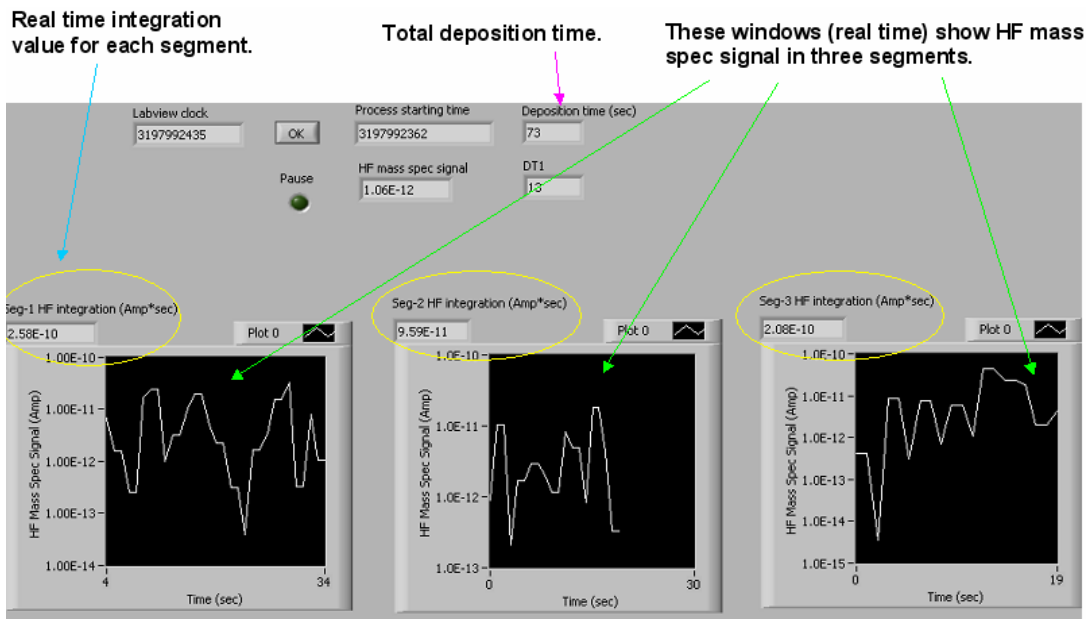 Real time integration
value for each segment.
Total deposition time.
These windows (real time) show HF mass
spec signal in three segments.
Labview clock
3197992435
OK
Process starting time
3197992362
Deposition time (sec)
73
Pause
HF mass spec signal
1.06E-12
DT1
13
Seg-1 HF integration (Amp*sec)
2.58E-10
Plot 0
HF Mass Spec Signal (Amp)
1.00E-10
1.00E-11
1.00E-12
1.00E-13
1.00E-14
4
34
Time (sec)
Seg-2 HF integration (Amp*sec)
9.59E-11
Plot 0
HF Mass Spec Signal (Amp)
1.0E-10
1.0E-11
1.0E-12
1.0E-13
0
30
Time (sec)
Seg-3 HF integration (Amp*sec)
2.08E-10
Plot 0
HF Mass Spec Signal (Amp)
1.0E-10
1.0E-11
1.0E-12
1.0E-13
1.0E-14
1.0E-15
0
19
Time (sec)